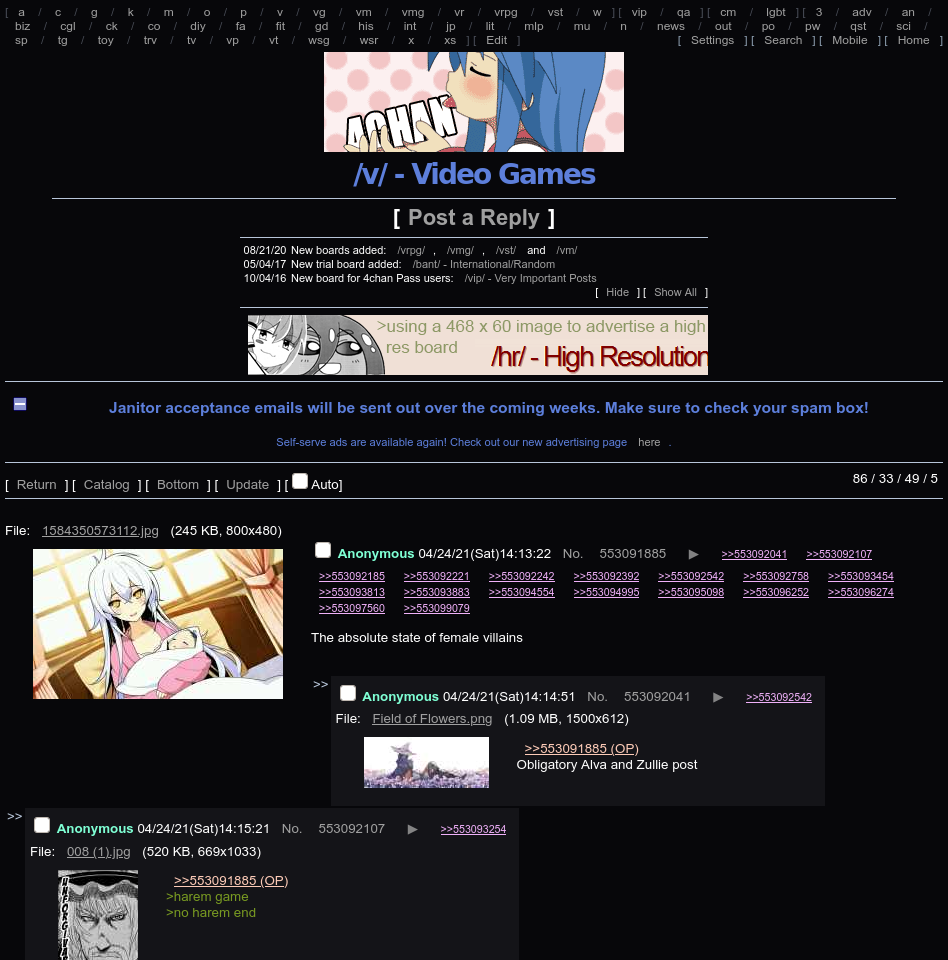 [ a / c / g / k / m / o / p / v / vg / vm / vmg / vr / vrpg / vst / w ] [ vip / qa ] [ cm / lgbt ] [ 3 / adv / an /
biz / cgl / ck / co / diy / fa / fit / gd / his / int / jp / lit / mlp / mu / n / news / out / po / pw / qst / sci /
sp / tg / toy / trv / tv / vp / vt / wsg / wsr / x / xs ] [ Edit ] [ Settings ] [ Search ] [ Mobile ] [ Home ]
4CHAN
/v/ - Video Games
[ Post a Reply ]
08/21/20 New boards added: /vrpg/ , /vmg/ , /vst/ and /vm/
05/04/17 New trial board added: /bant/ - International/Random
10/04/16 New board for 4chan Pass users: /vip/ - Very Important Posts
[ Hide ] [ Show All ]
>using a 468 x 60 image to advertise a high
res board
/hr/ - High Resolution
Janitor acceptance emails will be sent out over the coming weeks. Make sure to check your spam box!
Self-serve ads are available again! Check out our new advertising page here .
[ Return ] [ Catalog ] [ Bottom ] [ Update ] [ Auto] 86 / 33 / 49 / 5
File: 1584350573112.jpg (245 KB, 800x480)
Anonymous 04/24/21(Sat)14:13:22 No. 553091885 ▶ >>553092041 >>553092107
>>553092185 >>553092221 >>553092242 >>553092392 >>553092542 >>553092758 >>553093454
>>553093813 >>553093883 >>553094554 >>553094995 >>553095098 >>553096252 >>553096274
>>553097560 >>553099079
The absolute state of female villains
>> Anonymous 04/24/21(Sat)14:14:51 No. 553092041 ▶ >>553092542
File: Field of Flowers.png (1.09 MB, 1500x612)
>>553091885 (OP)
Obligatory Alva and Zullie post
>> Anonymous 04/24/21(Sat)14:15:21 No. 553092107 ▶ >>553093254
File: 008 (1).jpg (520 KB, 669x1033)
>>553091885 (OP)
>harem game
>no harem end